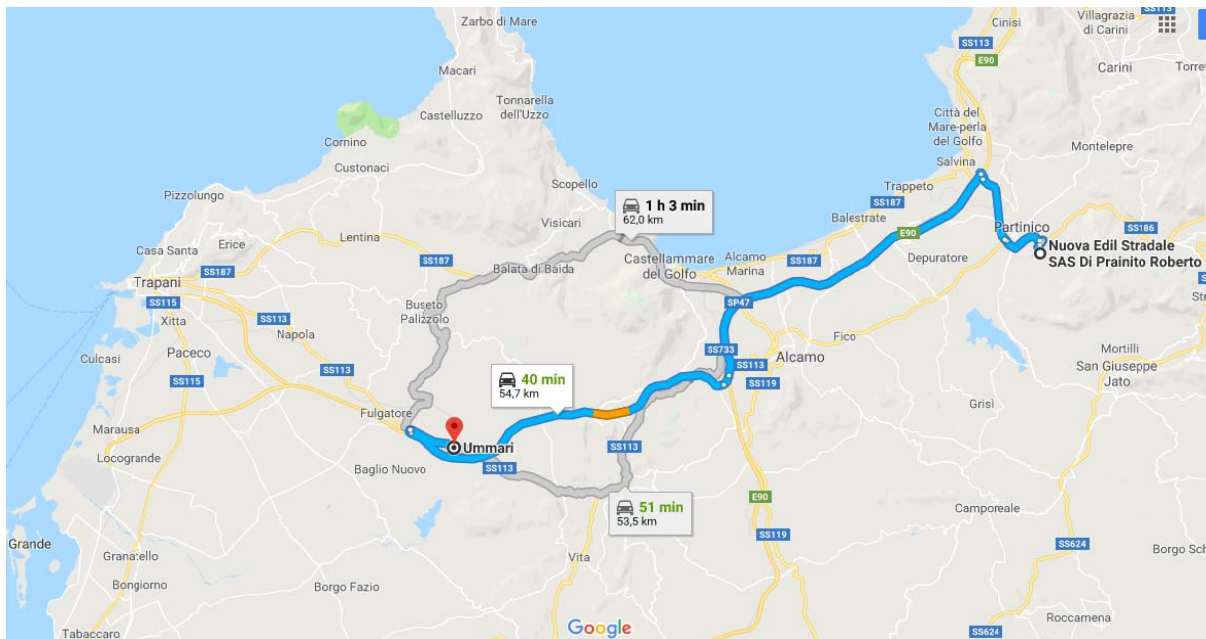 SS113
Zarbo di Mare
Cinisi
Villagrazia
di Carini
SS113
E90
Carini
Macari
Tonnarella
dell'Uzzo
Castelluzzo
Città del
Mare-perla
del Golfo
Montelepre
Cornino
Custonaci
Salvina
Pizzolungo
Scopello
Trappeto
SS187
1 h 3 min
62,0 km
Visicari
Balestrate
Partinico
SS186
Casa Santa
Erice
Lentina
E90
Nuova Edil Stradale
SAS Di Prainito Roberto
SS187
SS187
Balata di Baida
Castellammare
del Golfo
Alcamo
Marina
SS187
Depuratore
Trapani
SS115
SP47
Buseto
Palizzolo
Xitta
SS113
Napola
Fico
Culcasi
Paceco
SS733
SS113
Alcamo
Mortilli
SS115
SS113
40 min
54,7 km
SS119
San Giuseppe
Jato
Fulgatore
Grisì
Marausa
Ummari
SS113
Locogrande
Baglio Nuovo
SS113
51 min
53,5 km
E90
Camporeale
Grande
SS119
SS624
Vita
Granatello
Bongiorno
Borgo Fazio
Roccamena
Google
SS624
Tabaccaro